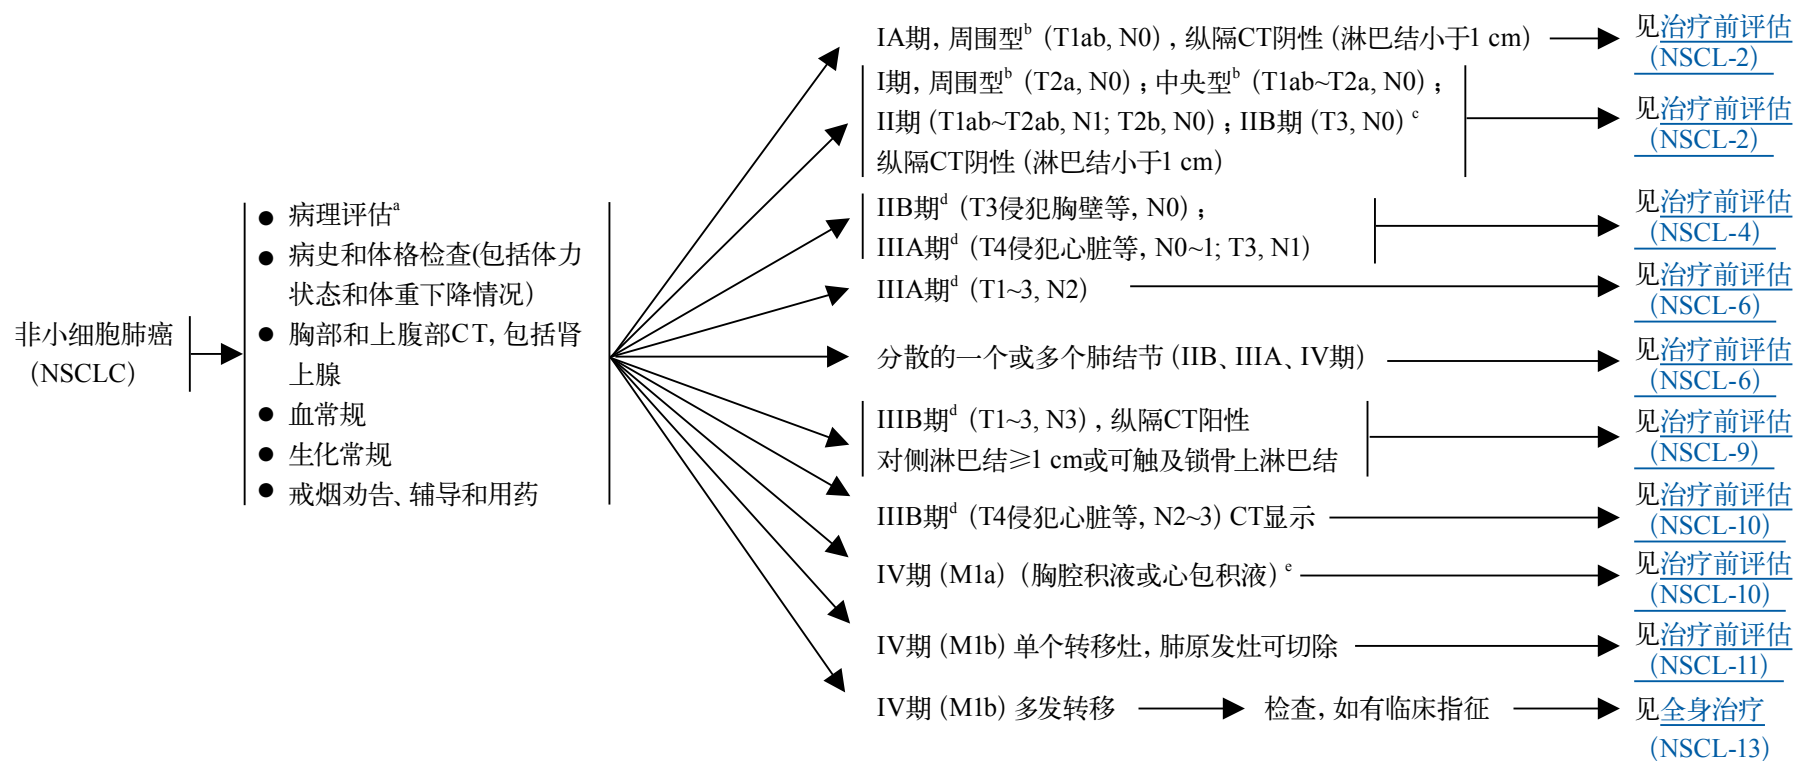 非小细胞肺癌
（NSCLC）
● 病理评估a
● 病史和体格检查(包括体力
状态和体重下降情况）
● 胸部和上腹部CT, 包括肾
上腺
● 血常规
● 生化常规
● 戒烟劝告、辅导和用药
IA期, 周围型b（T1ab, N0）, 纵隔CT阴性（淋巴结小于1 cm）
见治疗前评估
（NSCL-2）
I期, 周围型b（T2a, N0）; 中央型b（T1ab~T2a, N0）;
II期（T1ab~T2ab, N1; T2b, N0）; IIB期（T3, N0）c
纵隔CT阴性（淋巴结小于1 cm）
见治疗前评估
（NSCL-2）
IIB期d（T3侵犯胸壁等, N0）;
IIIA期d（T4侵犯心脏等, N0~1; T3, N1）
见治疗前评估
（NSCL-4）
IIIA期d（T1~3, N2）
见治疗前评估
（NSCL-6）
分散的一个或多个肺结节（IIB、IIIA、IV期）
见治疗前评估
（NSCL-6）
IIIB期d（T1~3, N3）, 纵隔CT阳性
对侧淋巴结≥1 cm或可触及锁骨上淋巴结
见治疗前评估
（NSCL-9）
IIIB期d（T4侵犯心脏等, N2~3）CT显示
见治疗前评估
（NSCL-10）
IV期（M1a）（胸腔积液或心包积液）e
见治疗前评估
（NSCL-10）
IV期（M1b）单个转移灶, 肺原发灶可切除
见治疗前评估
（NSCL-11）
IV期（M1b）多发转移
检查, 如有临床指征
见全身治疗
（NSCL-13）